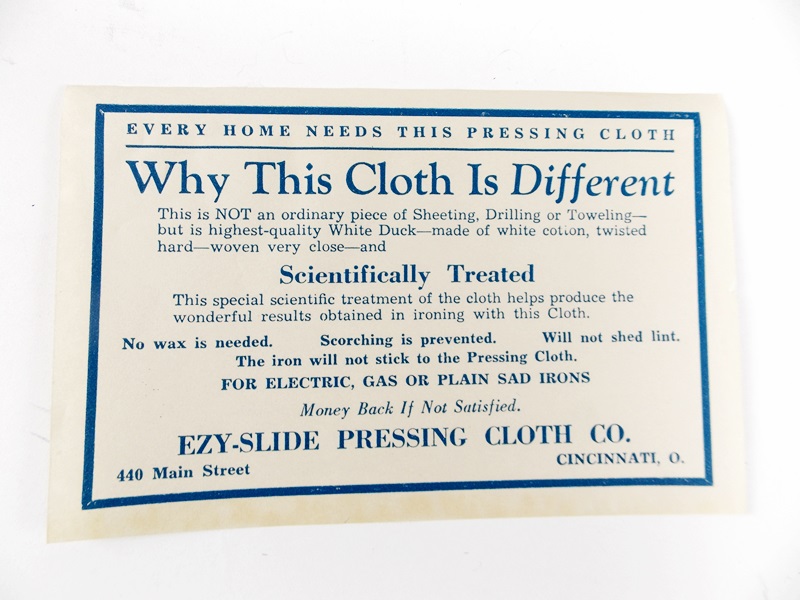 EVERY HOME NEEDS THIS PRESSING CLOTH
Why This Cloth Is Different
This is NOT an ordinary piece of Sheeting, Drilling or Toweling—
but is highest-quality White Duck—made of white cotton, twisted
hard—woven very close—and
Scientifically Treated
This special scientific treatment of the cloth helps produce the
wonderful results obtained in ironing with this Cloth.
No wax is needed. Scorching is prevented. Will not shed lint.
The iron will not stick to the Pressing Cloth.
FOR ELECTRIC, GAS OR PLAIN SAD IRONS
Money Back If Not Satisfied.
EZY-SLIDE PRESSING CLOTH CO.
440 Main Street CINCINNATI, O.